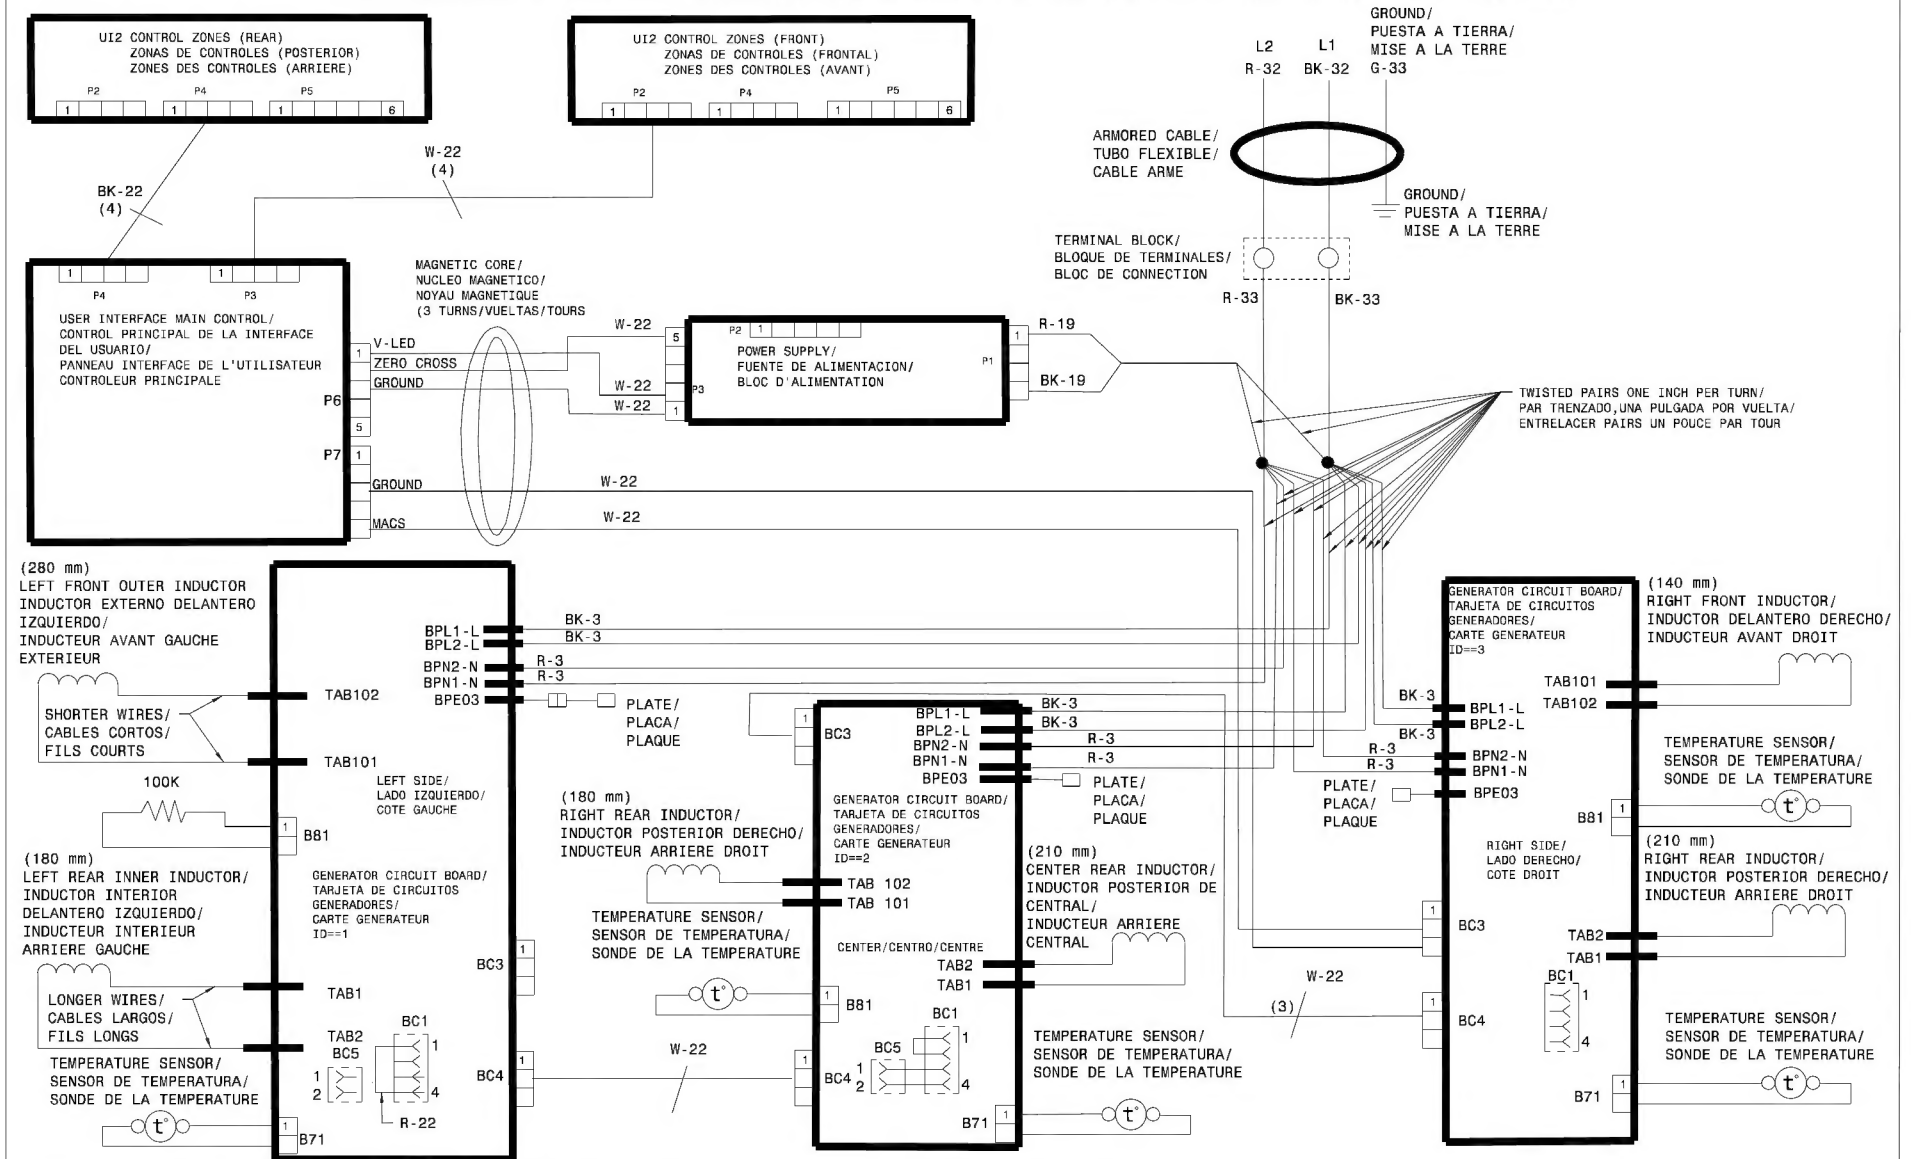 UI2 CONTROL ZONES (REAR)
ZONAS DE CONTROLES (POSTERIOR)
ZONES DES CONTROLES (ARRIERE)
P2 P4 P5
1 1 1 6
UI2 CONTROL ZONES (FRONT)
ZONAS DE CONTROLES (FRONTAL)
ZONES DES CONTROLES (AVANT)
P2 P4 P5
1 1 1 6
L2 L1
R-32 BK-32 G-33
GROUND/
PUESTA A TIERRA/
MISE A LA TERRE
ARMORED CABLE/
TUBO FLEXIBLE/
CABLE ARME
GROUND/
PUESTA A TIERRA/
MISE A LA TERRE
TERMINAL BLOCK/
BLOQUE DE TERMINALES/
BLOC DE CONNECTION
R-33 BK-33
BK-22
(4)
W-22
(4)
1 1
P4 P3
USER INTERFACE MAIN CONTROL/
CONTROL PRINCIPAL DE LA INTERFACE
DEL USUARIO/
PANNEAU INTERFACE DE L'UTILISATEUR
CONTROLEUR PRINCIPALE
P6
1
5
P7
1
V-LED
ZERO CROSS
GROUND
GROUND
MACS
MAGNETIC CORE/
NUCLEO MAGNETICO/
NOYAU MAGNETIQUE
(3 TURNS/VUELTAS/TOURS
W-22
W-22
W-22
W-22
W-22
5
P3
1
P2 1
POWER SUPPLY/
FUENTE DE ALIMENTACION/
BLOC D'ALIMENTATION
P1
1
R-19
BK-19
TWISTED PAIRS ONE INCH PER TURN/
PAR TRENZADO,UNA PULGADA POR VUELTA/
ENTRELACER PAIRS UN POUCE PAR TOUR
(280 mm)
LEFT FRONT OUTER INDUCTOR
INDUCTOR EXTERNO DELANTERO
IZQUIERDO/
INDUCTEUR AVANT GAUCHE
EXTERIEUR
SHORTER WIRES/
CABLES CORTOS/
FILS COURTS
100K
(180 mm)
LEFT REAR INNER INDUCTOR/
INDUCTOR INTERIOR
DELANTERO IZQUIERDO/
INDUCTEUR INTERIEUR
ARRIERE GAUCHE
LONGER WIRES/
CABLES LARGOS/
FILS LONGS
TEMPERATURE SENSOR/
SENSOR DE TEMPERATURA/
SONDE DE LA TEMPERATURE
t°
BPL1-L
BPL2-L
BPN2-N
BPN1-N
BPE03
BK-3
BK-3
R-3
R-3
PLATE/
PLACA/
PLAQUE
TAB102
TAB101
LEFT SIDE/
LADO IZQUIERDO/
COTE GAUCHE
1
B81
GENERATOR CIRCUIT BOARD/
TARJETA DE CIRCUITOS
GENERADORES/
CARTE GENERATEUR
ID==1
BC3
1
TAB1
TAB2
BC5
1
2
BC1
1
4
R-22
BC4
1
1
B71
W-22
(180 mm)
RIGHT REAR INDUCTOR/
INDUCTOR POSTERIOR DERECHO/
INDUCTEUR ARRIERE DROIT
TEMPERATURE SENSOR/
SENSOR DE TEMPERATURA/
SONDE DE LA TEMPERATURE
t°
1
BC3
BPL1-L
BPL2-L
BPN2-N
BPN1-N
BPE03
BK-3
BK-3
R-3
R-3
PLATE/
PLACA/
PLAQUE
GENERATOR CIRCUIT BOARD/
TARJETA DE CIRCUITOS
GENERADORES/
CARTE GENERATEUR
ID==2
TAB 102
TAB 101
CENTER/CENTRO/CENTRE
TAB2
TAB1
1
B81
BC1
1
4
BC5
1
2
1
BC4
B71
1
(210 mm)
CENTER REAR INDUCTOR/
INDUCTOR POSTERIOR DE
CENTRAL/
INDUCTEUR ARRIERE
CENTRAL
TEMPERATURE SENSOR/
SENSOR DE TEMPERATURA/
SONDE DE LA TEMPERATURE
t°
W-22
(3)
GENERATOR CIRCUIT BOARD/
TARJETA DE CIRCUITOS
GENERADORES/
CARTE GENERATEUR
ID==3
BK-3
BK-3
R-3
R-3
BPL1-L
BPL2-L
BPN2-N
BPN1-N
BPE03
PLATE/
PLACA/
PLAQUE
TAB101
TAB102
B81
1
RIGHT SIDE/
LADO DERECHO/
COTE DROIT
1
BC3
TAB2
TAB1
BC1
1
4
1
BC4
B71
1
(140 mm)
RIGHT FRONT INDUCTOR/
INDUCTOR DELANTERO DERECHO/
INDUCTEUR AVANT DROIT
TEMPERATURE SENSOR/
SENSOR DE TEMPERATURA/
SONDE DE LA TEMPERATURE
t°
(210 mm)
RIGHT REAR INDUCTOR/
INDUCTOR POSTERIOR DERECHO/
INDUCTEUR ARRIERE DROIT
TEMPERATURE SENSOR/
SENSOR DE TEMPERATURA/
SONDE DE LA TEMPERATURE
t°